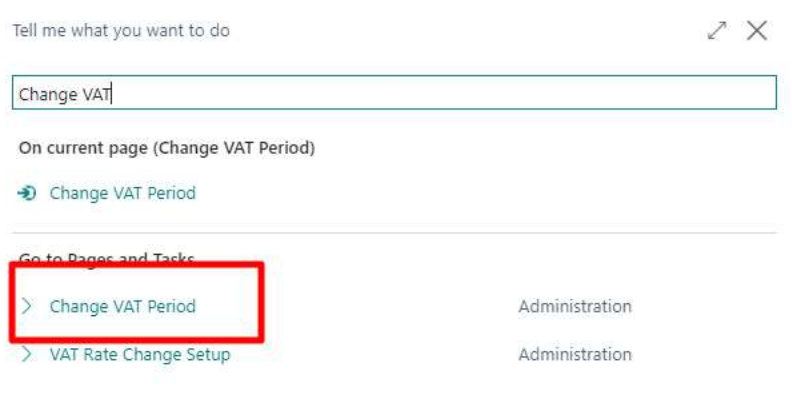 Tell me what you want to do
Change VAT
On current page (Change VAT Period)
Change VAT Period
Go to Pages and Tasks
Change VAT Period Administration
VAT Rate Change Setup Administration